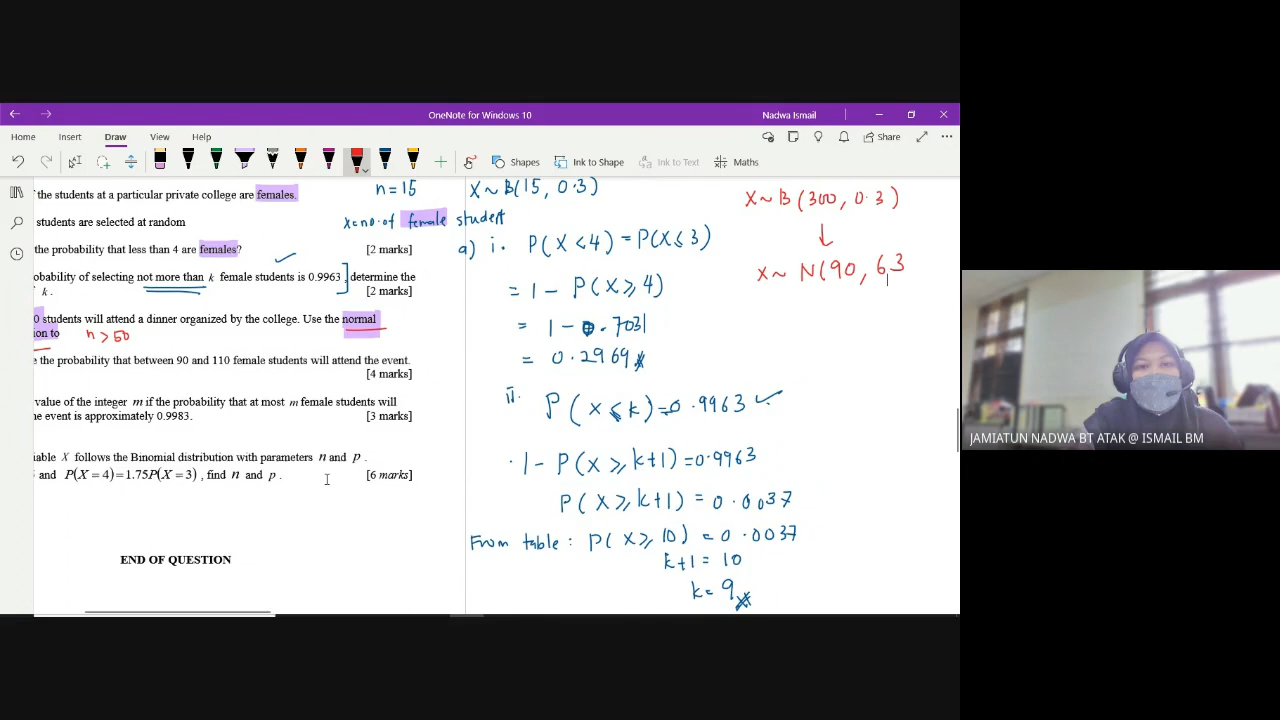 OneNote for Windows 10
Nadwa Ismail
Home Insert Draw View Help
Share
Shapes Ink to Shape Ink to Text Maths
f the students at a particular private college are females.
students are selected at random
the probability that less than 4 are females?
[2 marks]
obability of selecting not more than k female students is 0.9963, determine the
k .
[2 marks]
0 students will attend a dinner organized by the college. Use the normal
ion to
n > 50
e the probability that between 90 and 110 female students will attend the event.
[4 marks]
value of the integer m if the probability that at most m female students will
ne event is approximately 0.9983.
[3 marks]
iable X follows the Binomial distribution with parameters n and p .
and P(X = 4) = 1.75P(X = 3) , find n and p .
[6 marks]
END OF QUESTION
n = 15
x = no. of female student
X ~ B(15, 0.3)
a) i. P(X < 4) = P(X ≤ 3)
= 1 - P(X ≥ 4)
= 1 - 0.7031
= 0.2969
ii. P(X ≤ k) = 0.9963
1 - P(X ≥ k+1) = 0.9963
P(X ≥ k+1) = 0.0037
From table : P(X ≥ 10) = 0.0037
k+1 = 10
k = 9
X ~ B(300, 0.3)
↓
X ~ N(90, 63
JAMIATUN NADWA BT ATAK @ ISMAIL BM